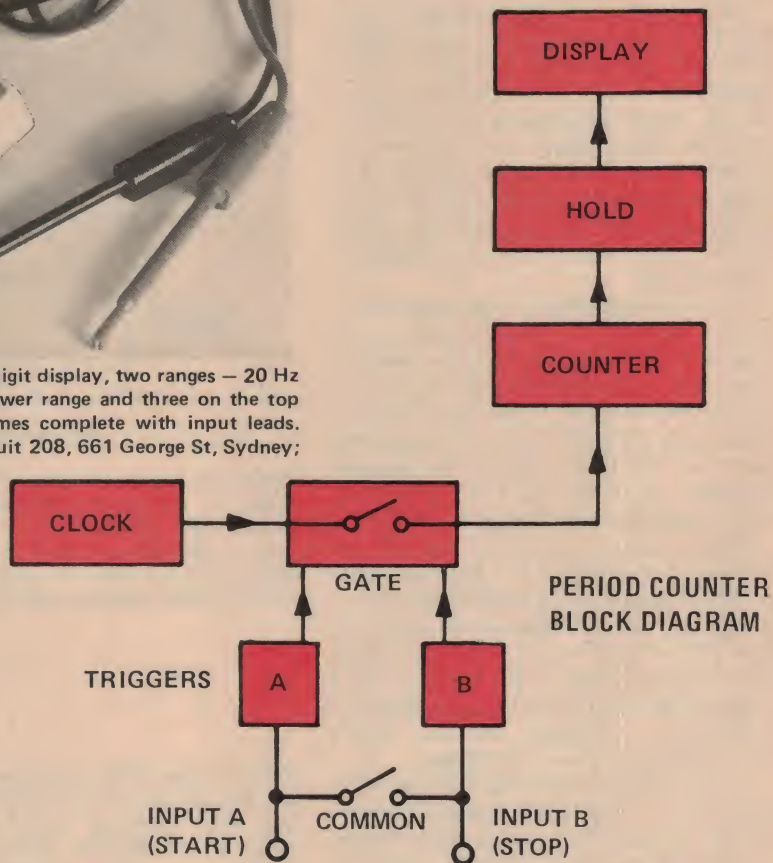 DISPLAY
HOLD
COUNTER
igit display, two ranges — 20 Hz
wer range and three on the top
mes complete with input leads.
uit 208, 661 George St, Sydney;
CLOCK
GATE
PERIOD COUNTER
BLOCK DIAGRAM
TRIGGERS
A
B
INPUT A
(START)
COMMON
INPUT B
(STOP)